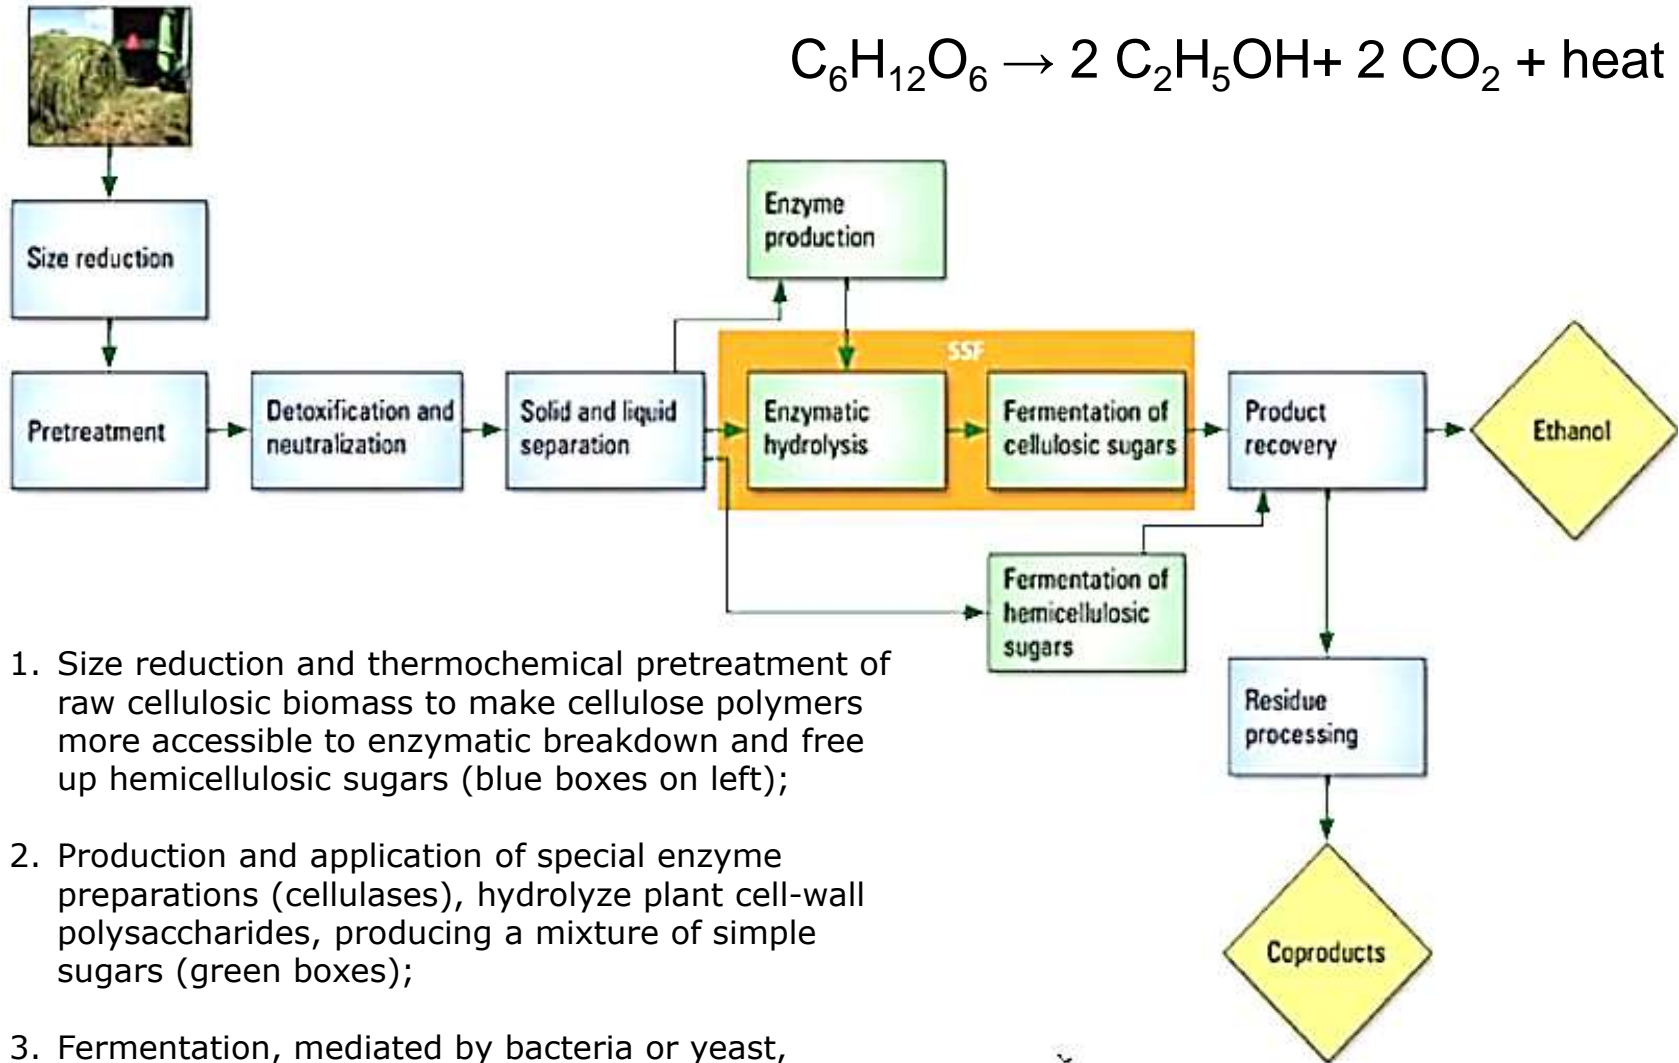 C₆H₁₂O₆ → 2 C₂H₅OH+ 2 CO₂ + heat
Size reduction
Pretreatment
Detoxification and
neutralization
Solid and liquid
separation
Enzyme
production
SSF
Enzymatic
hydrolysis
Fermentation of
cellulosic sugars
Fermentation of
hemicellulosic
sugars
Product
recovery
Ethanol
Residue
processing
Coproducts
1. Size reduction and thermochemical pretreatment of
raw cellulosic biomass to make cellulose polymers
more accessible to enzymatic breakdown and free
up hemicellulosic sugars (blue boxes on left);
2. Production and application of special enzyme
preparations (cellulases), hydrolyze plant cell-wall
polysaccharides, producing a mixture of simple
sugars (green boxes);
3. Fermentation, mediated by bacteria or yeast,